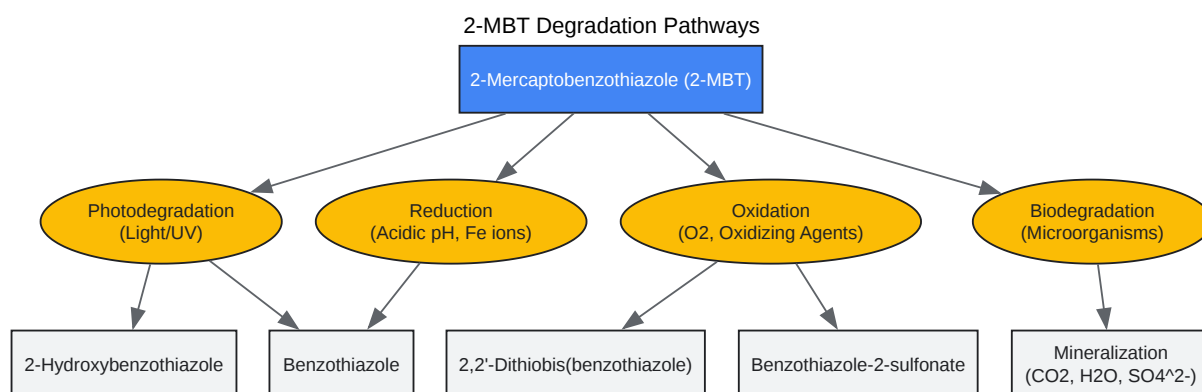 2-MBT Degradation Pathways
2-Mercaptobenzothiazole (2-MBT)
Photodegradation
(Light/UV)
Reduction
(Acidic pH, Fe ions)
Oxidation
(O2, Oxidizing Agents)
Biodegradation
(Microorganisms)
2-Hydroxybenzothiazole
Benzothiazole
2,2'-Dithiobis(benzothiazole)
Benzothiazole-2-sulfonate
Mineralization
(CO2, H2O, SO4^2-)